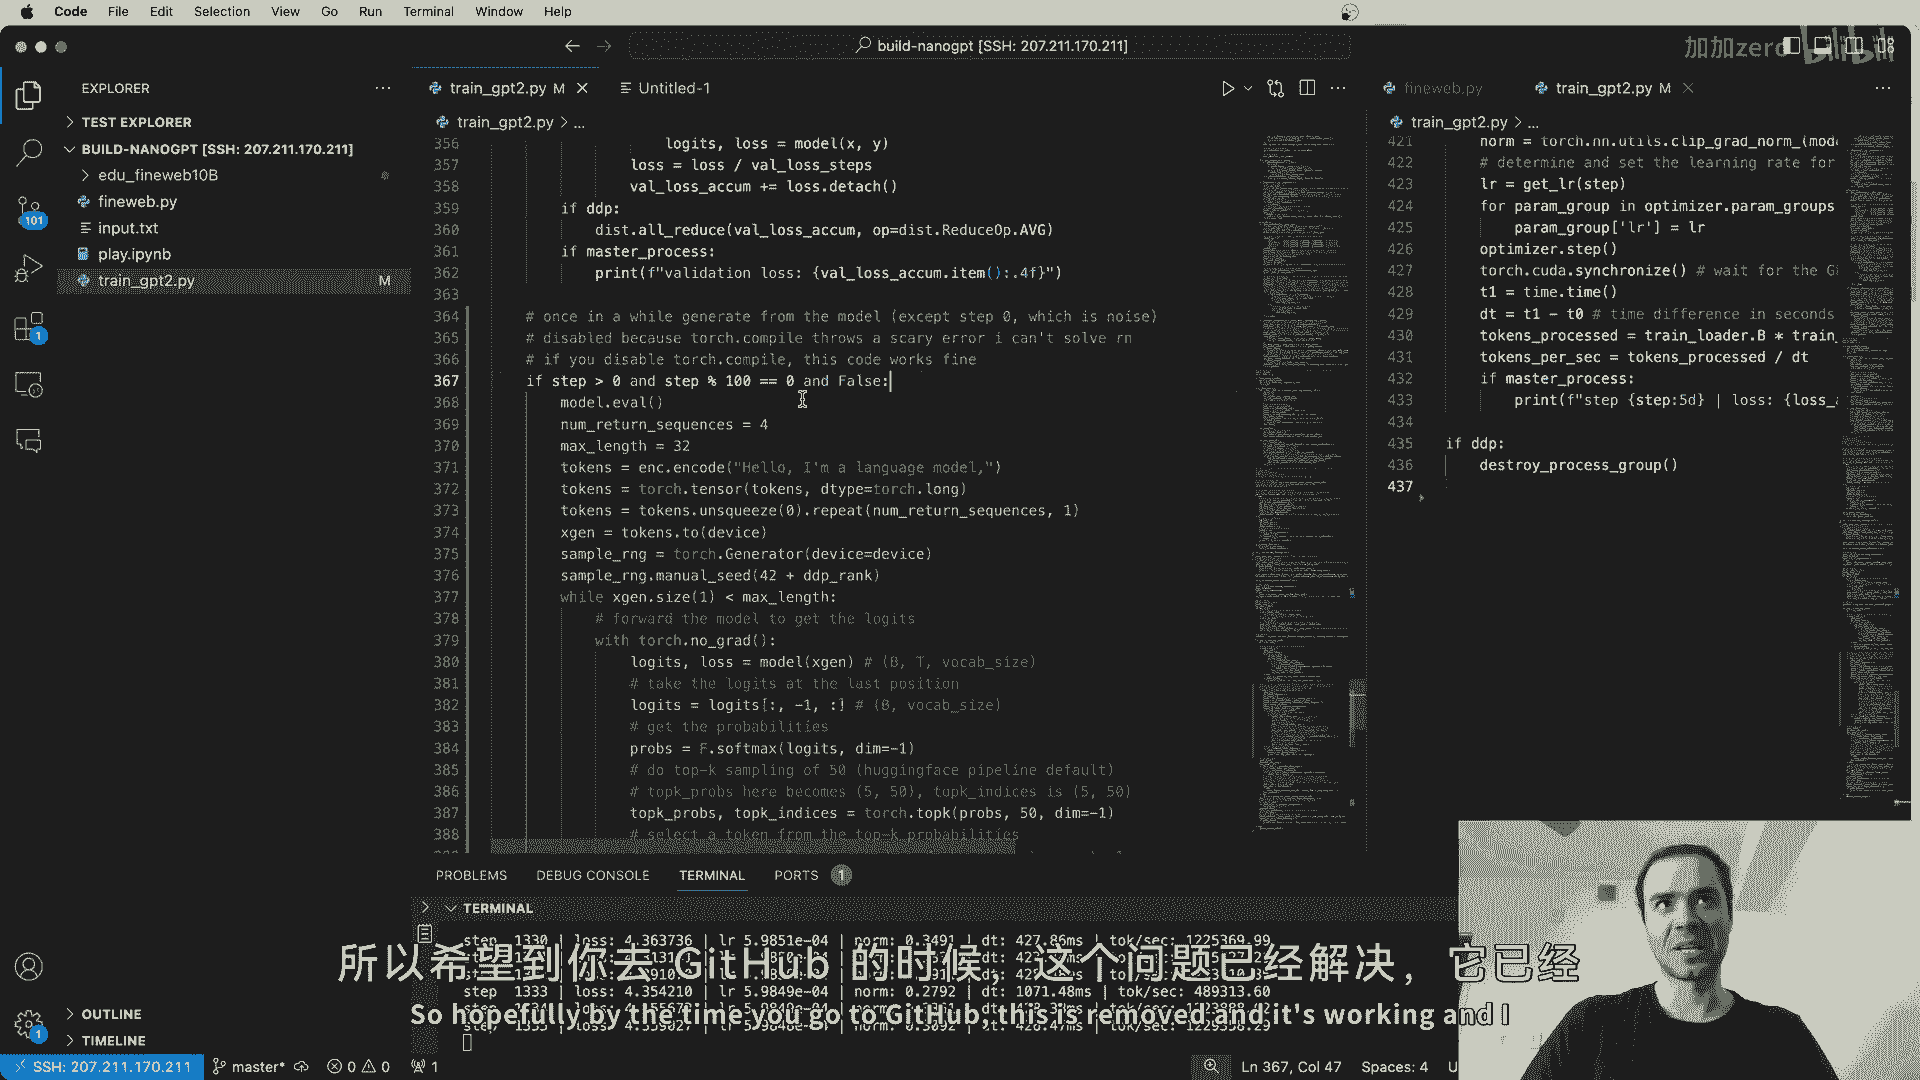 Code File Edit Selection View Go Run Terminal Window Help
build-nanogpt [SSH: 207.211.170.211]
加加zero bilibili
EXPLORER
TEST EXPLORER
BUILD-NANOGPT [SSH: 207.211.170.211]
edu_fineweb10B
fineweb.py
input.txt
play.ipynb
train_gpt2.py M
101
1
OUTLINE
TIMELINE
1
train_gpt2.py M
Untitled-1
train_gpt2.py > ...
356 logits, loss = model(x, y)
357 loss = loss / val_loss_steps
358 val_loss_accum += loss.detach()
359 if ddp:
360 dist.all_reduce(val_loss_accum, op=dist.ReduceOp.AVG)
361 if master_process:
362 print(f"validation loss: {val_loss_accum.item():.4f}")
363
364 # once in a while generate from the model (except step 0, which is noise)
365 # disabled because torch.compile throws a scary error i can't solve rn
366 # if you disable torch.compile, this code works fine
367 if step > 0 and step % 100 == 0 and False:
368 model.eval()
369 num_return_sequences = 4
370 max_length = 32
371 tokens = enc.encode("Hello, I'm a language model,")
372 tokens = torch.tensor(tokens, dtype=torch.long)
373 tokens = tokens.unsqueeze(0).repeat(num_return_sequences, 1)
374 xgen = tokens.to(device)
375 sample_rng = torch.Generator(device=device)
376 sample_rng.manual_seed(42 + ddp_rank)
377 while xgen.size(1) < max_length:
378 # forward the model to get the logits
379 with torch.no_grad():
380 logits, loss = model(xgen) # (B, T, vocab_size)
381 # take the logits at the last position
382 logits = logits[:, -1, :] # (B, vocab_size)
383 # get the probabilities
384 probs = F.softmax(logits, dim=-1)
385 # do top-k sampling of 50 (huggingface pipeline default)
386 # topk_probs here becomes (5, 50), topk_indices is (5, 50)
387 topk_probs, topk_indices = torch.topk(probs, 50, dim=-1)
388 # select a token from the top-k probabilities
fineweb.py
train_gpt2.py M
train_gpt2.py > ...
421 norm = torch.nn.utils.clip_grad_norm_(mod
422 # determine and set the learning rate for
423 lr = get_lr(step)
424 for param_group in optimizer.param_groups
425 param_group['lr'] = lr
426 optimizer.step()
427 torch.cuda.synchronize() # wait for the G
428 t1 = time.time()
429 dt = t1 - t0 # time difference in seconds
430 tokens_processed = train_loader.B * train_
431 tokens_per_sec = tokens_processed / dt
432 if master_process:
433 print(f"step {step:5d} | loss: {loss_
434
435 if ddp:
436 destroy_process_group()
437
PROBLEMS DEBUG CONSOLE TERMINAL PORTS 1
TERMINAL
step 1330 | loss: 4.363736 | lr 5.9851e-04 | norm: 0.3491 | dt: 427.86ms | tok/sec: 1225369.99
step 1333 | loss: 4.354210 | lr 5.9849e-04 | norm: 0.2792 | dt: 1071.48ms | tok/sec: 489313.60
所以希望到你去 GitHub 的时候，这个问题已经解决，它已经
So hopefully by the time you go to GitHub, this is removed and it's working and I
SSH: 207.211.170.211 master* 0 0 1 Ln 367, Col 47 Spaces: 4